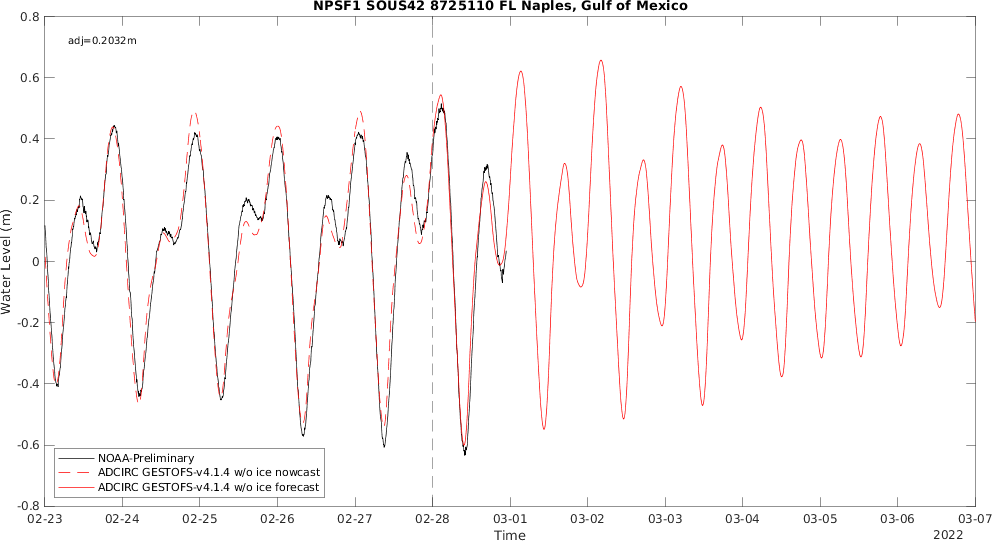 NPSF1 SOUS42 8725110 FL Naples, Gulf of Mexico
adj=0.2032m
0.8
0.6
0.4
0.2
0
-0.2
-0.4
-0.6
-0.8
Water Level (m)
NOAA-Preliminary
ADCIRC GESTOFS-v4.1.4 w/o ice nowcast
ADCIRC GESTOFS-v4.1.4 w/o ice forecast
02-23 02-24 02-25 02-26 02-27 02-28 03-01 03-02 03-03 03-04 03-05 03-06 03-07
Time
2022